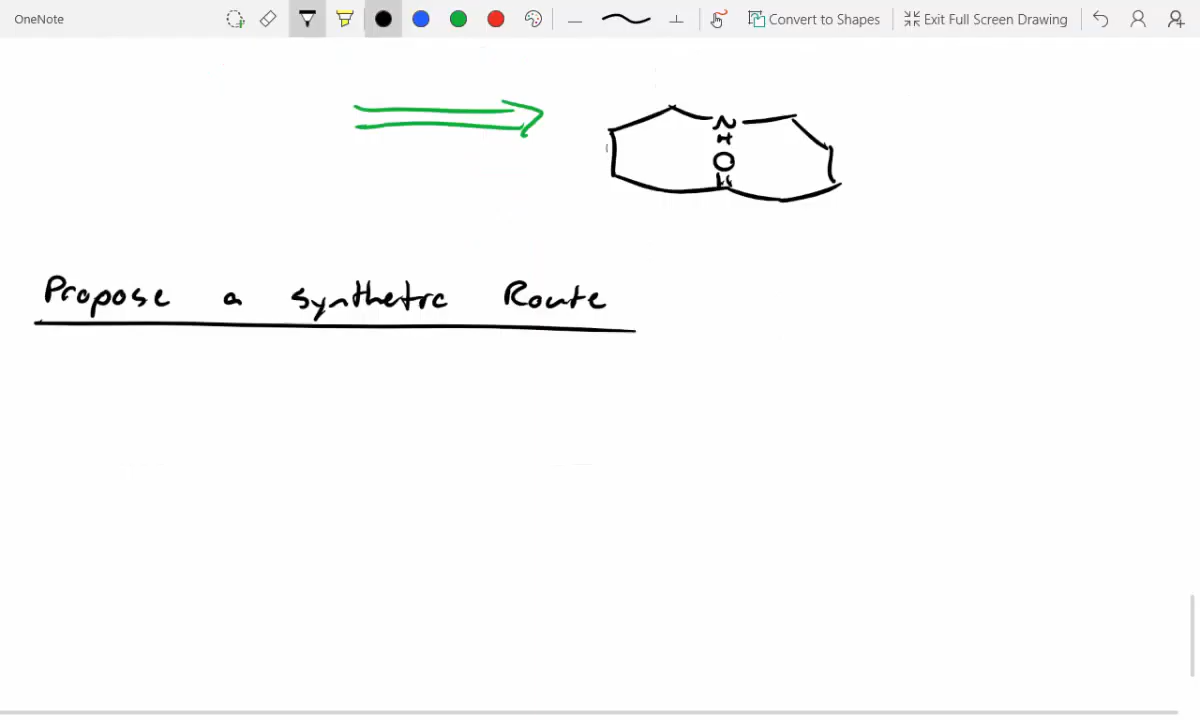 OneNote
Convert to Shapes
Exit Full Screen Drawing
N
H
O
Propose a synthetic Route